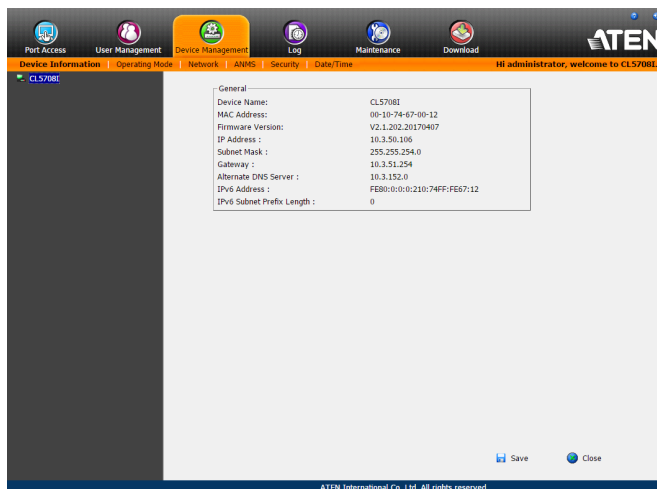 Port Access User Management Device Management Log Maintenance Download
ATEN
Device Information | Operating Mode | Network | ANMS | Security | Date/Time Hi administrator, welcome to CL5708I.
CL5708I
General
Device Name: CL5708I
MAC Address: 00-10-74-67-00-12
Firmware Version: V2.1.202.20170407
IP Address : 10.3.50.106
Subnet Mask : 255.255.254.0
Gateway : 10.3.51.254
Alternate DNS Server : 10.3.152.0
IPv6 Address : FE80:0:0:0:210:74FF:FE67:12
IPv6 Subnet Prefix Length : 0
Save Close
ATEN International Co. Ltd. All rights reserved.